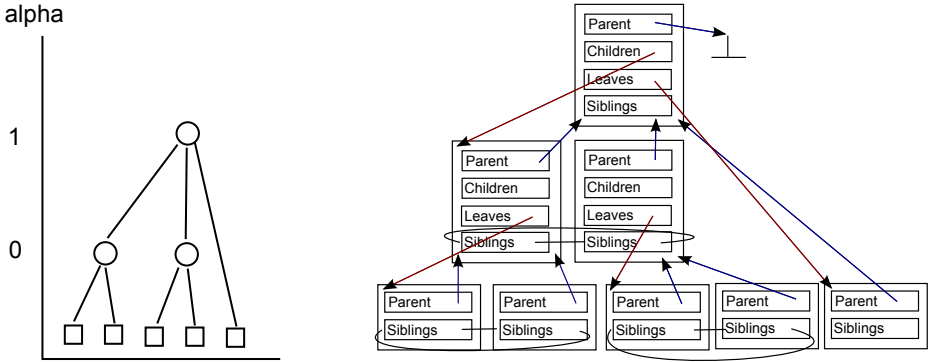 alpha
1
0
Parent
Children
Leaves
Siblings
Parent
Children
Leaves
Siblings
Parent
Children
Leaves
Siblings
Parent
Siblings
Parent
Siblings
Parent
Siblings
Parent
Siblings
Parent
Siblings